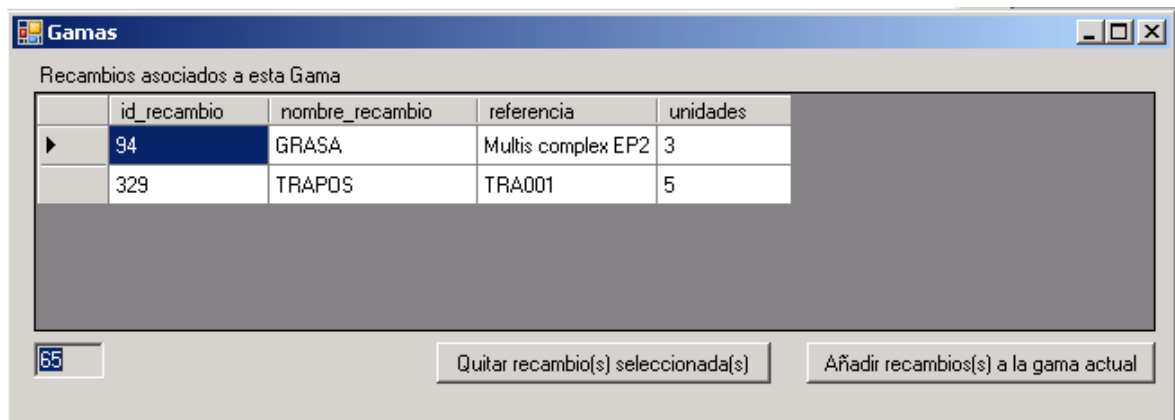 Gamas
Recambios asociados a esta Gama
id_recambio nombre_recambio referencia unidades
94 GRASA Multis complex EP2 3
329 TRAPOS TRA001 5
65 Quitar recambio(s) seleccionada(s) Añadir recambios(s) a la gama actual